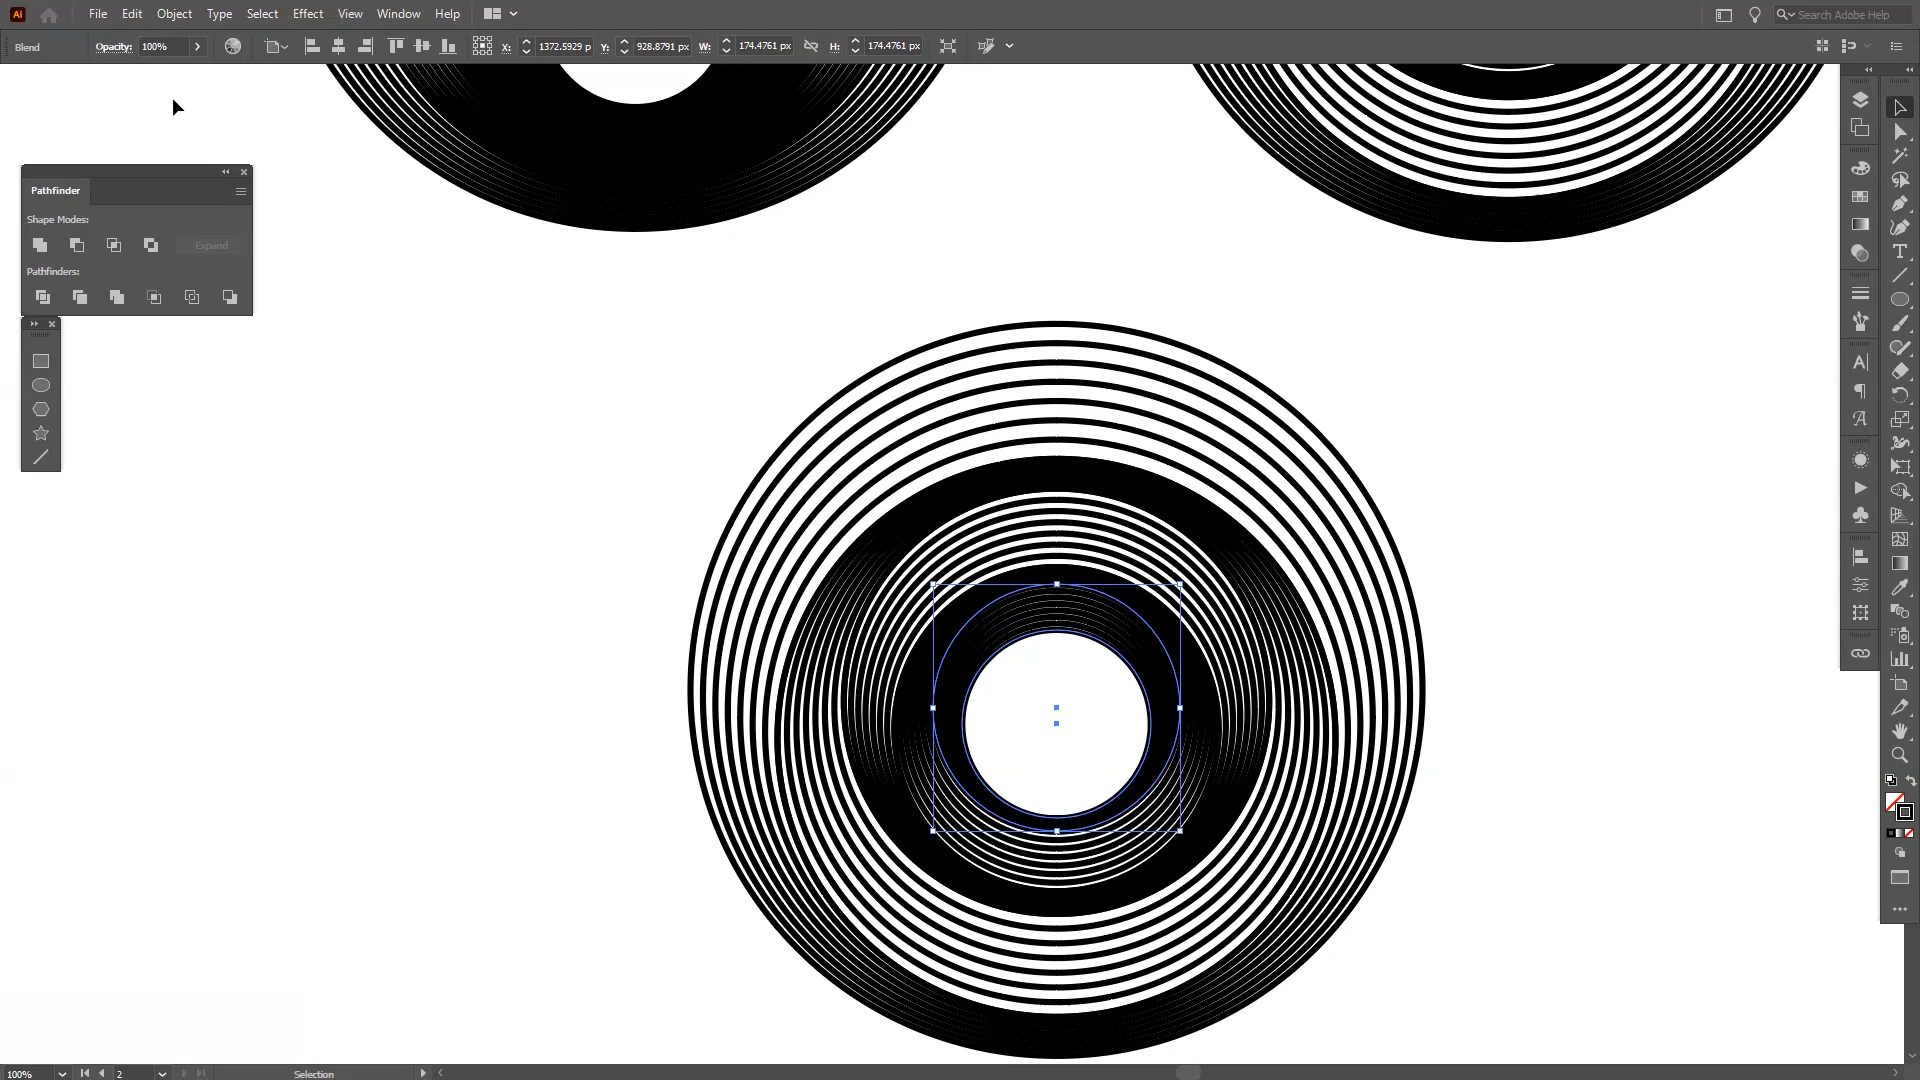 Ai File Edit Object Type Select Effect View Window Help Search Adobe Help
Blend Opacity: 100% X: 1372.5929 p Y: 928.8791 px W: 174.4761 px H: 174.4761 px
Pathfinder
Shape Modes:
Expand
Pathfinders:
100% 2 Selection